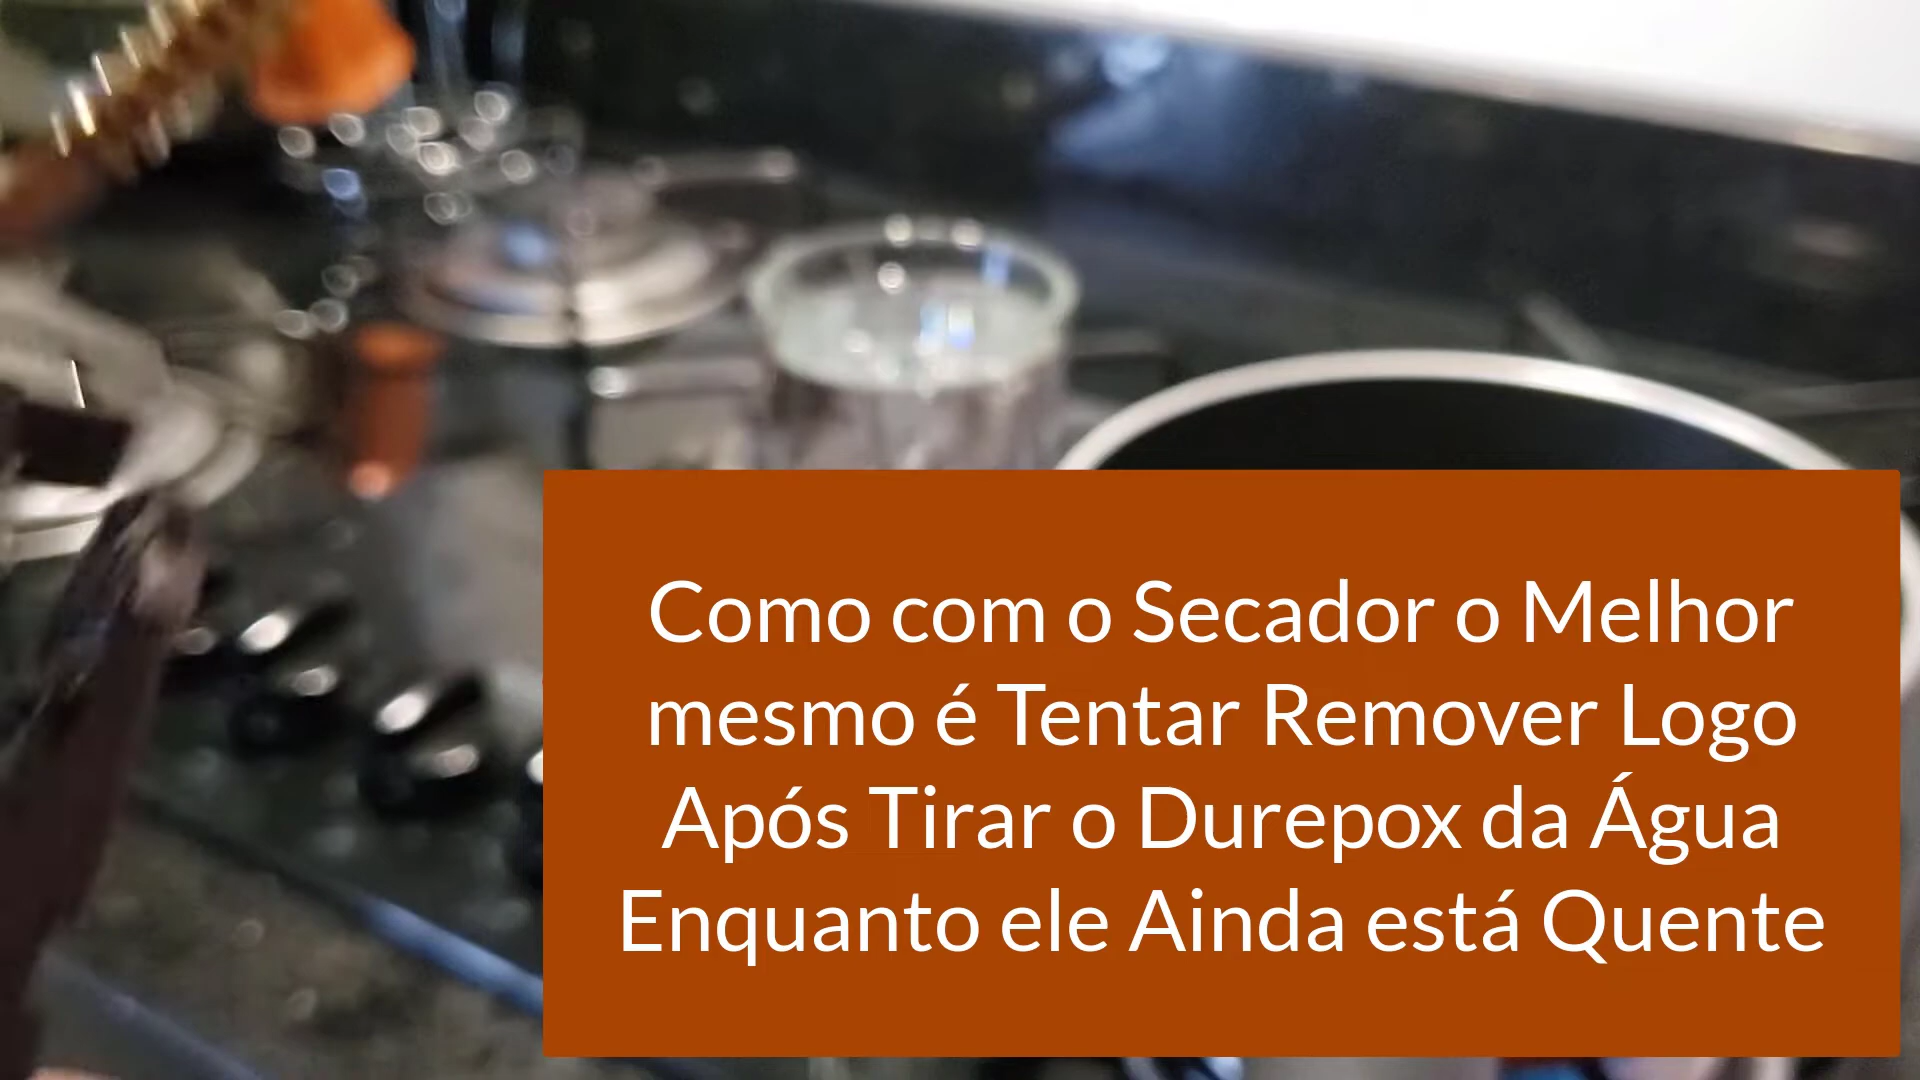 Como com o Secador o Melhor
mesmo é Tentar Remover Logo
Após Tirar o Durepox da Água
Enquanto ele Ainda está Quente